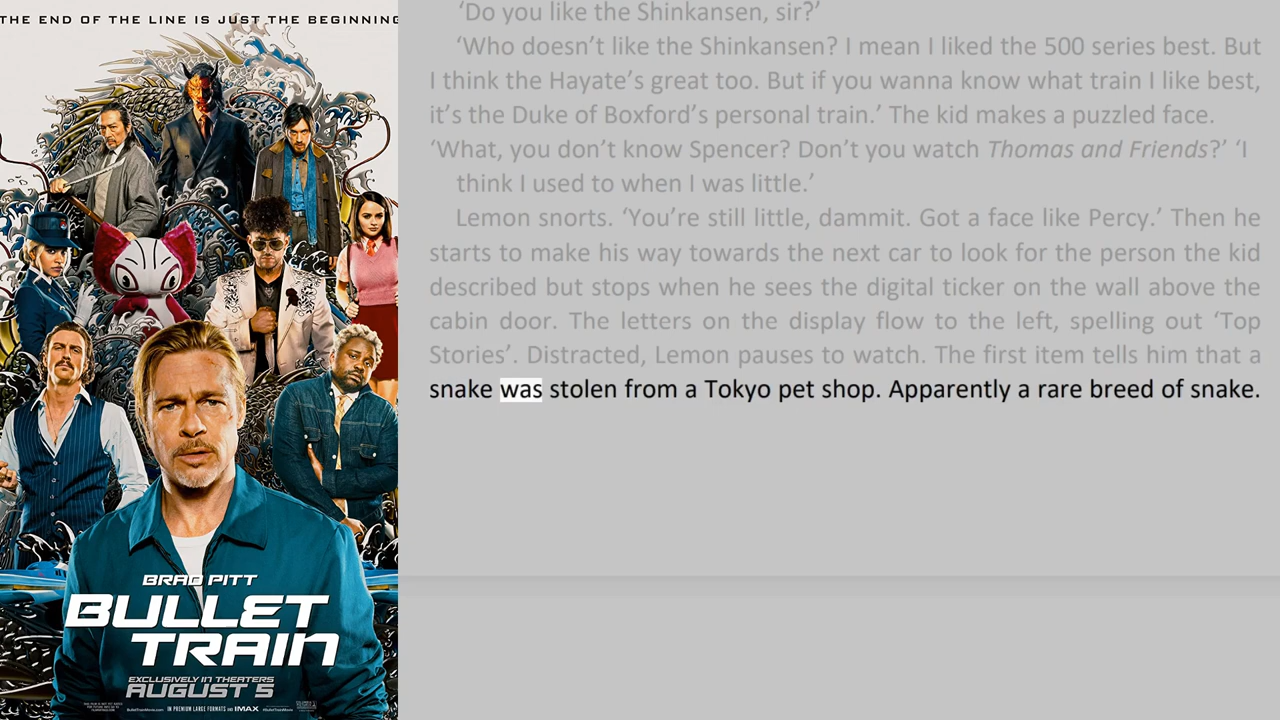 THE END OF THE LINE IS JUST THE BEGINNING
BRAD PITT
BULLET
TRAIN
EXCLUSIVELY IN THEATERS
AUGUST 5
BulletTrainMovie.com IN PREMIUM LARGE FORMATS AND IMAX #BulletTrainMovie
‘Do you like the Shinkansen, sir?’
‘Who doesn’t like the Shinkansen? I mean I liked the 500 series best. But
I think the Hayate’s great too. But if you wanna know what train I like best,
it’s the Duke of Boxford’s personal train.’ The kid makes a puzzled face.
‘What, you don’t know Spencer? Don’t you watch Thomas and Friends?’ ‘I
think I used to when I was little.’
Lemon snorts. ‘You’re still little, dammit. Got a face like Percy.’ Then he
starts to make his way towards the next car to look for the person the kid
described but stops when he sees the digital ticker on the wall above the
cabin door. The letters on the display flow to the left, spelling out ‘Top
Stories’. Distracted, Lemon pauses to watch. The first item tells him that a
snake was stolen from a Tokyo pet shop. Apparently a rare breed of snake.